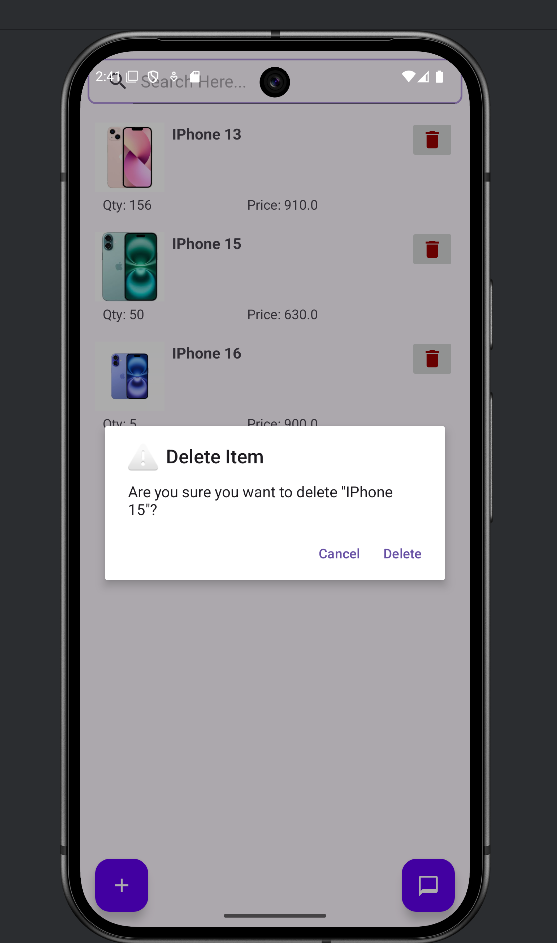 2:41
Search Here...
IPhone 13
Qty: 156 Price: 910.0
IPhone 15
Qty: 50 Price: 630.0
IPhone 16
Qty: 5 Price: 900.0
Delete Item
Are you sure you want to delete "IPhone
15"?
Cancel Delete